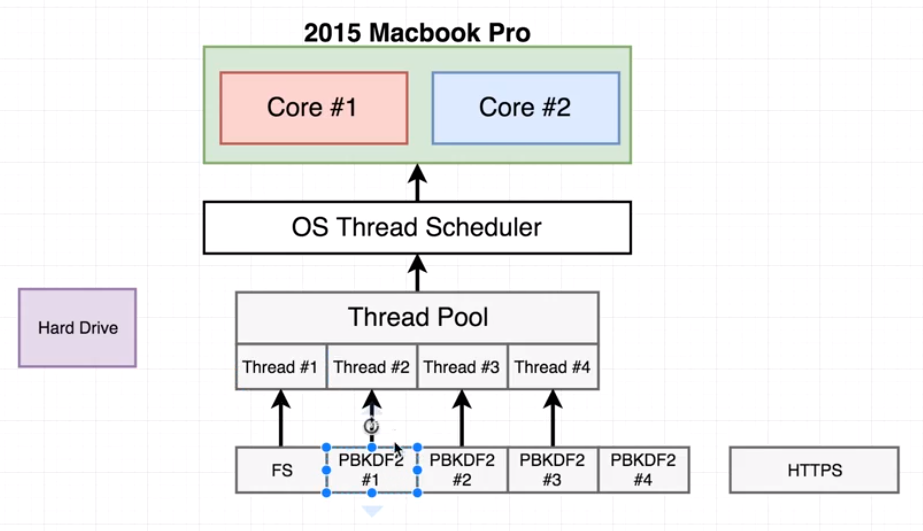 2015 Macbook Pro
Core #1
Core #2
OS Thread Scheduler
Hard Drive
Thread Pool
Thread #1
Thread #2
Thread #3
Thread #4
FS
PBKDF2
#1
PBKDF2
#2
PBKDF2
#3
PBKDF2
#4
HTTPS